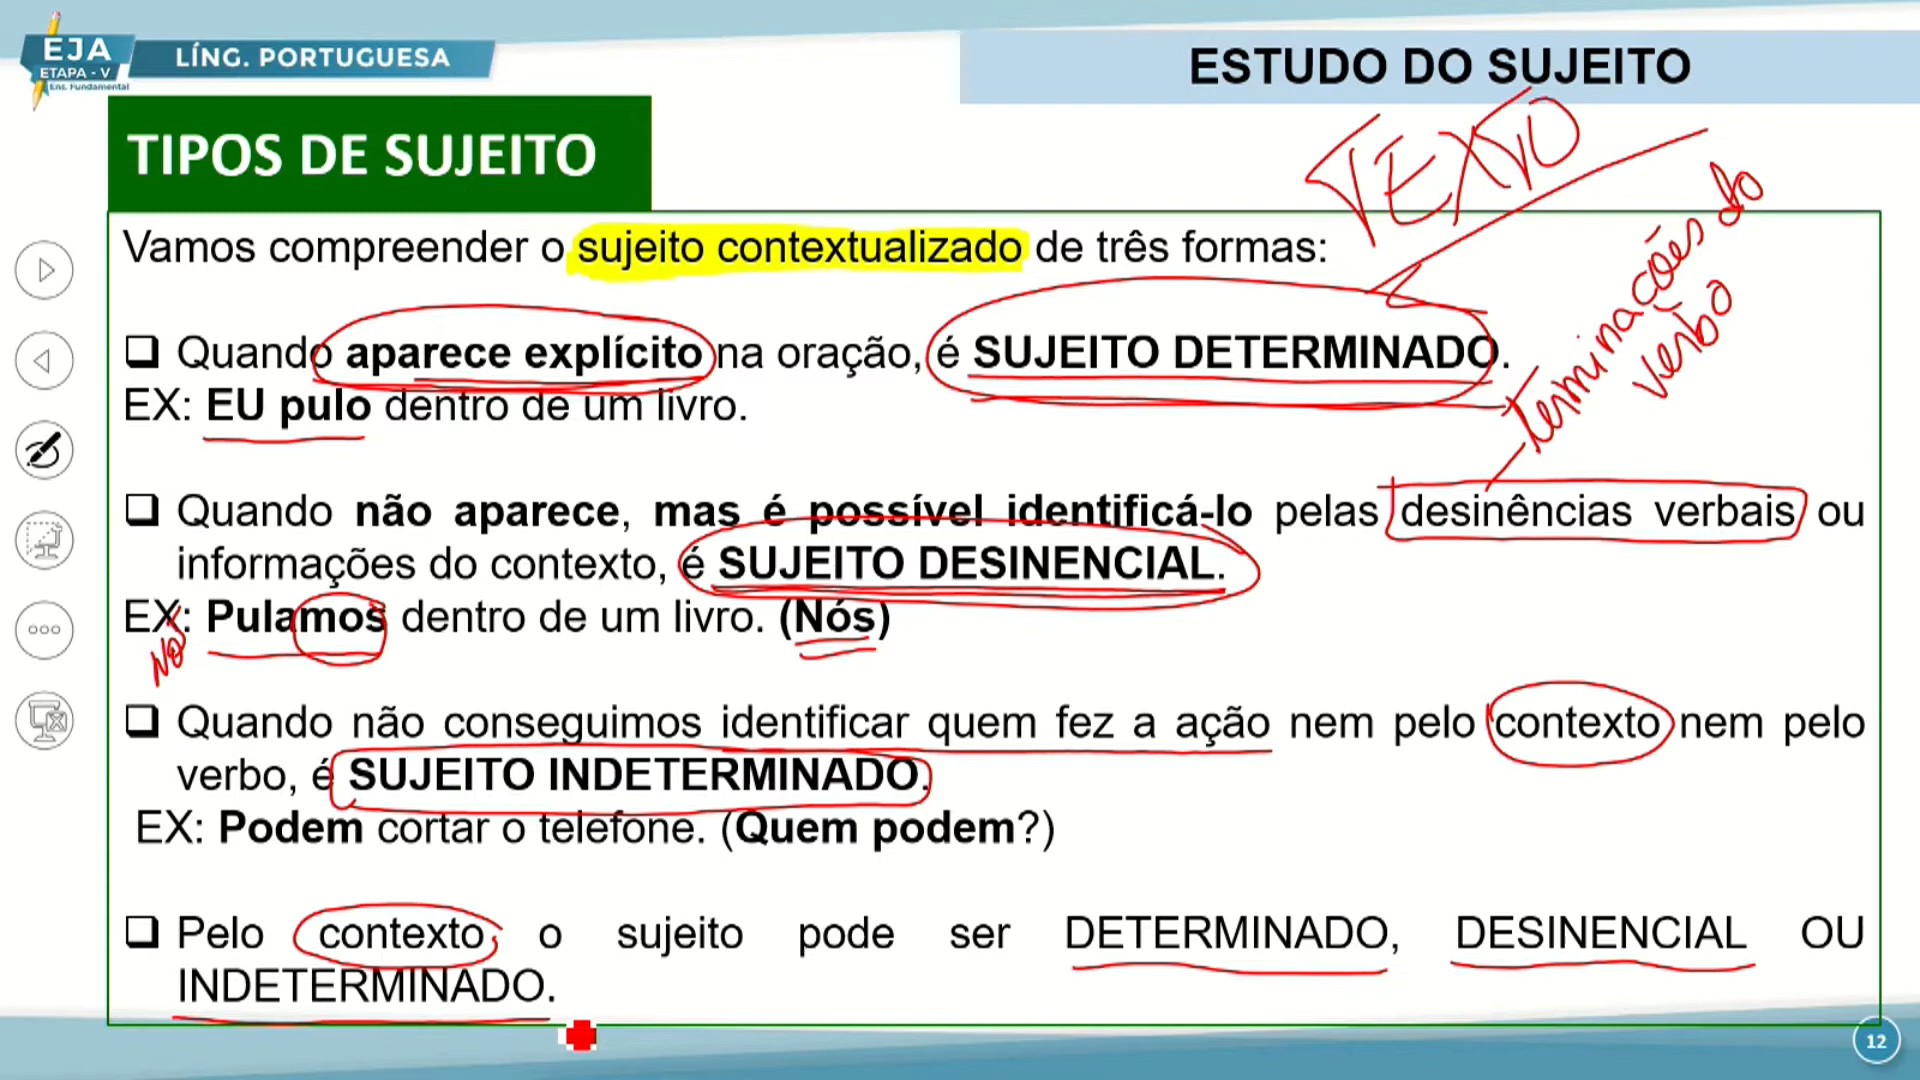 EJA
ETAPA - V
Ens. Fundamental
LÍNG. PORTUGUESA
ESTUDO DO SUJEITO
TIPOS DE SUJEITO
TEXTO
Vamos compreender o sujeito contextualizado de três formas:
Terminações do
verbo
❑ Quando aparece explícito na oração, é SUJEITO DETERMINADO.
EX: EU pulo dentro de um livro.
❑ Quando não aparece, mas é possível identificá-lo pelas desinências verbais ou
informações do contexto, é SUJEITO DESINENCIAL.
EX: Pulamos dentro de um livro. (Nós)
Nós
❑ Quando não conseguimos identificar quem fez a ação nem pelo contexto nem pelo
verbo, é SUJEITO INDETERMINADO.
EX: Podem cortar o telefone. (Quem podem?)
❑ Pelo contexto, o sujeito pode ser DETERMINADO, DESINENCIAL OU
INDETERMINADO.
12